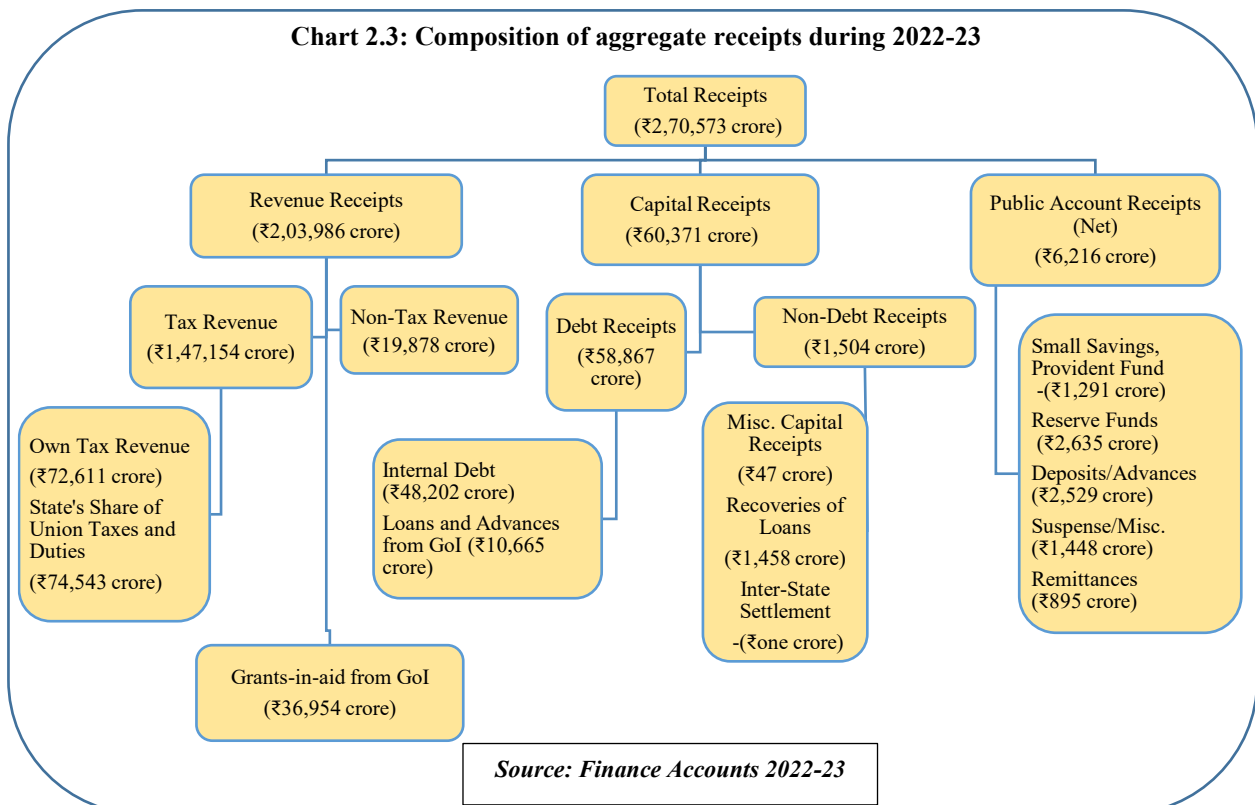 Chart 2.3: Composition of aggregate receipts during 2022-23
Total Receipts
(₹2,70,573 crore)
Revenue Receipts
(₹2,03,986 crore)
Capital Receipts
(₹60,371 crore)
Public Account Receipts
(Net)
(₹6,216 crore)
Tax Revenue
(₹1,47,154 crore)
Non-Tax Revenue
(₹19,878 crore)
Debt Receipts
(₹58,867
crore)
Non-Debt Receipts
(₹1,504 crore)
Own Tax Revenue
(₹72,611 crore)
State's Share of
Union Taxes and
Duties
(₹74,543 crore)
Internal Debt
(₹48,202 crore)
Loans and Advances
from GoI (₹10,665
crore)
Misc. Capital
Receipts
(₹47 crore)
Recoveries of
Loans
(₹1,458 crore)
Inter-State
Settlement
-(₹one crore)
Small Savings,
Provident Fund
-(₹1,291 crore)
Reserve Funds
(₹2,635 crore)
Deposits/Advances
(₹2,529 crore)
Suspense/Misc.
(₹1,448 crore)
Remittances
(₹895 crore)
Grants-in-aid from GoI
(₹36,954 crore)
Source: Finance Accounts 2022-23